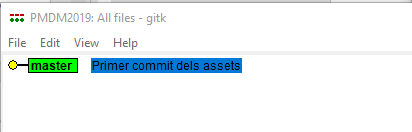 PMDM2019: All files - gitk
File Edit View Help
master Primer commit dels assets